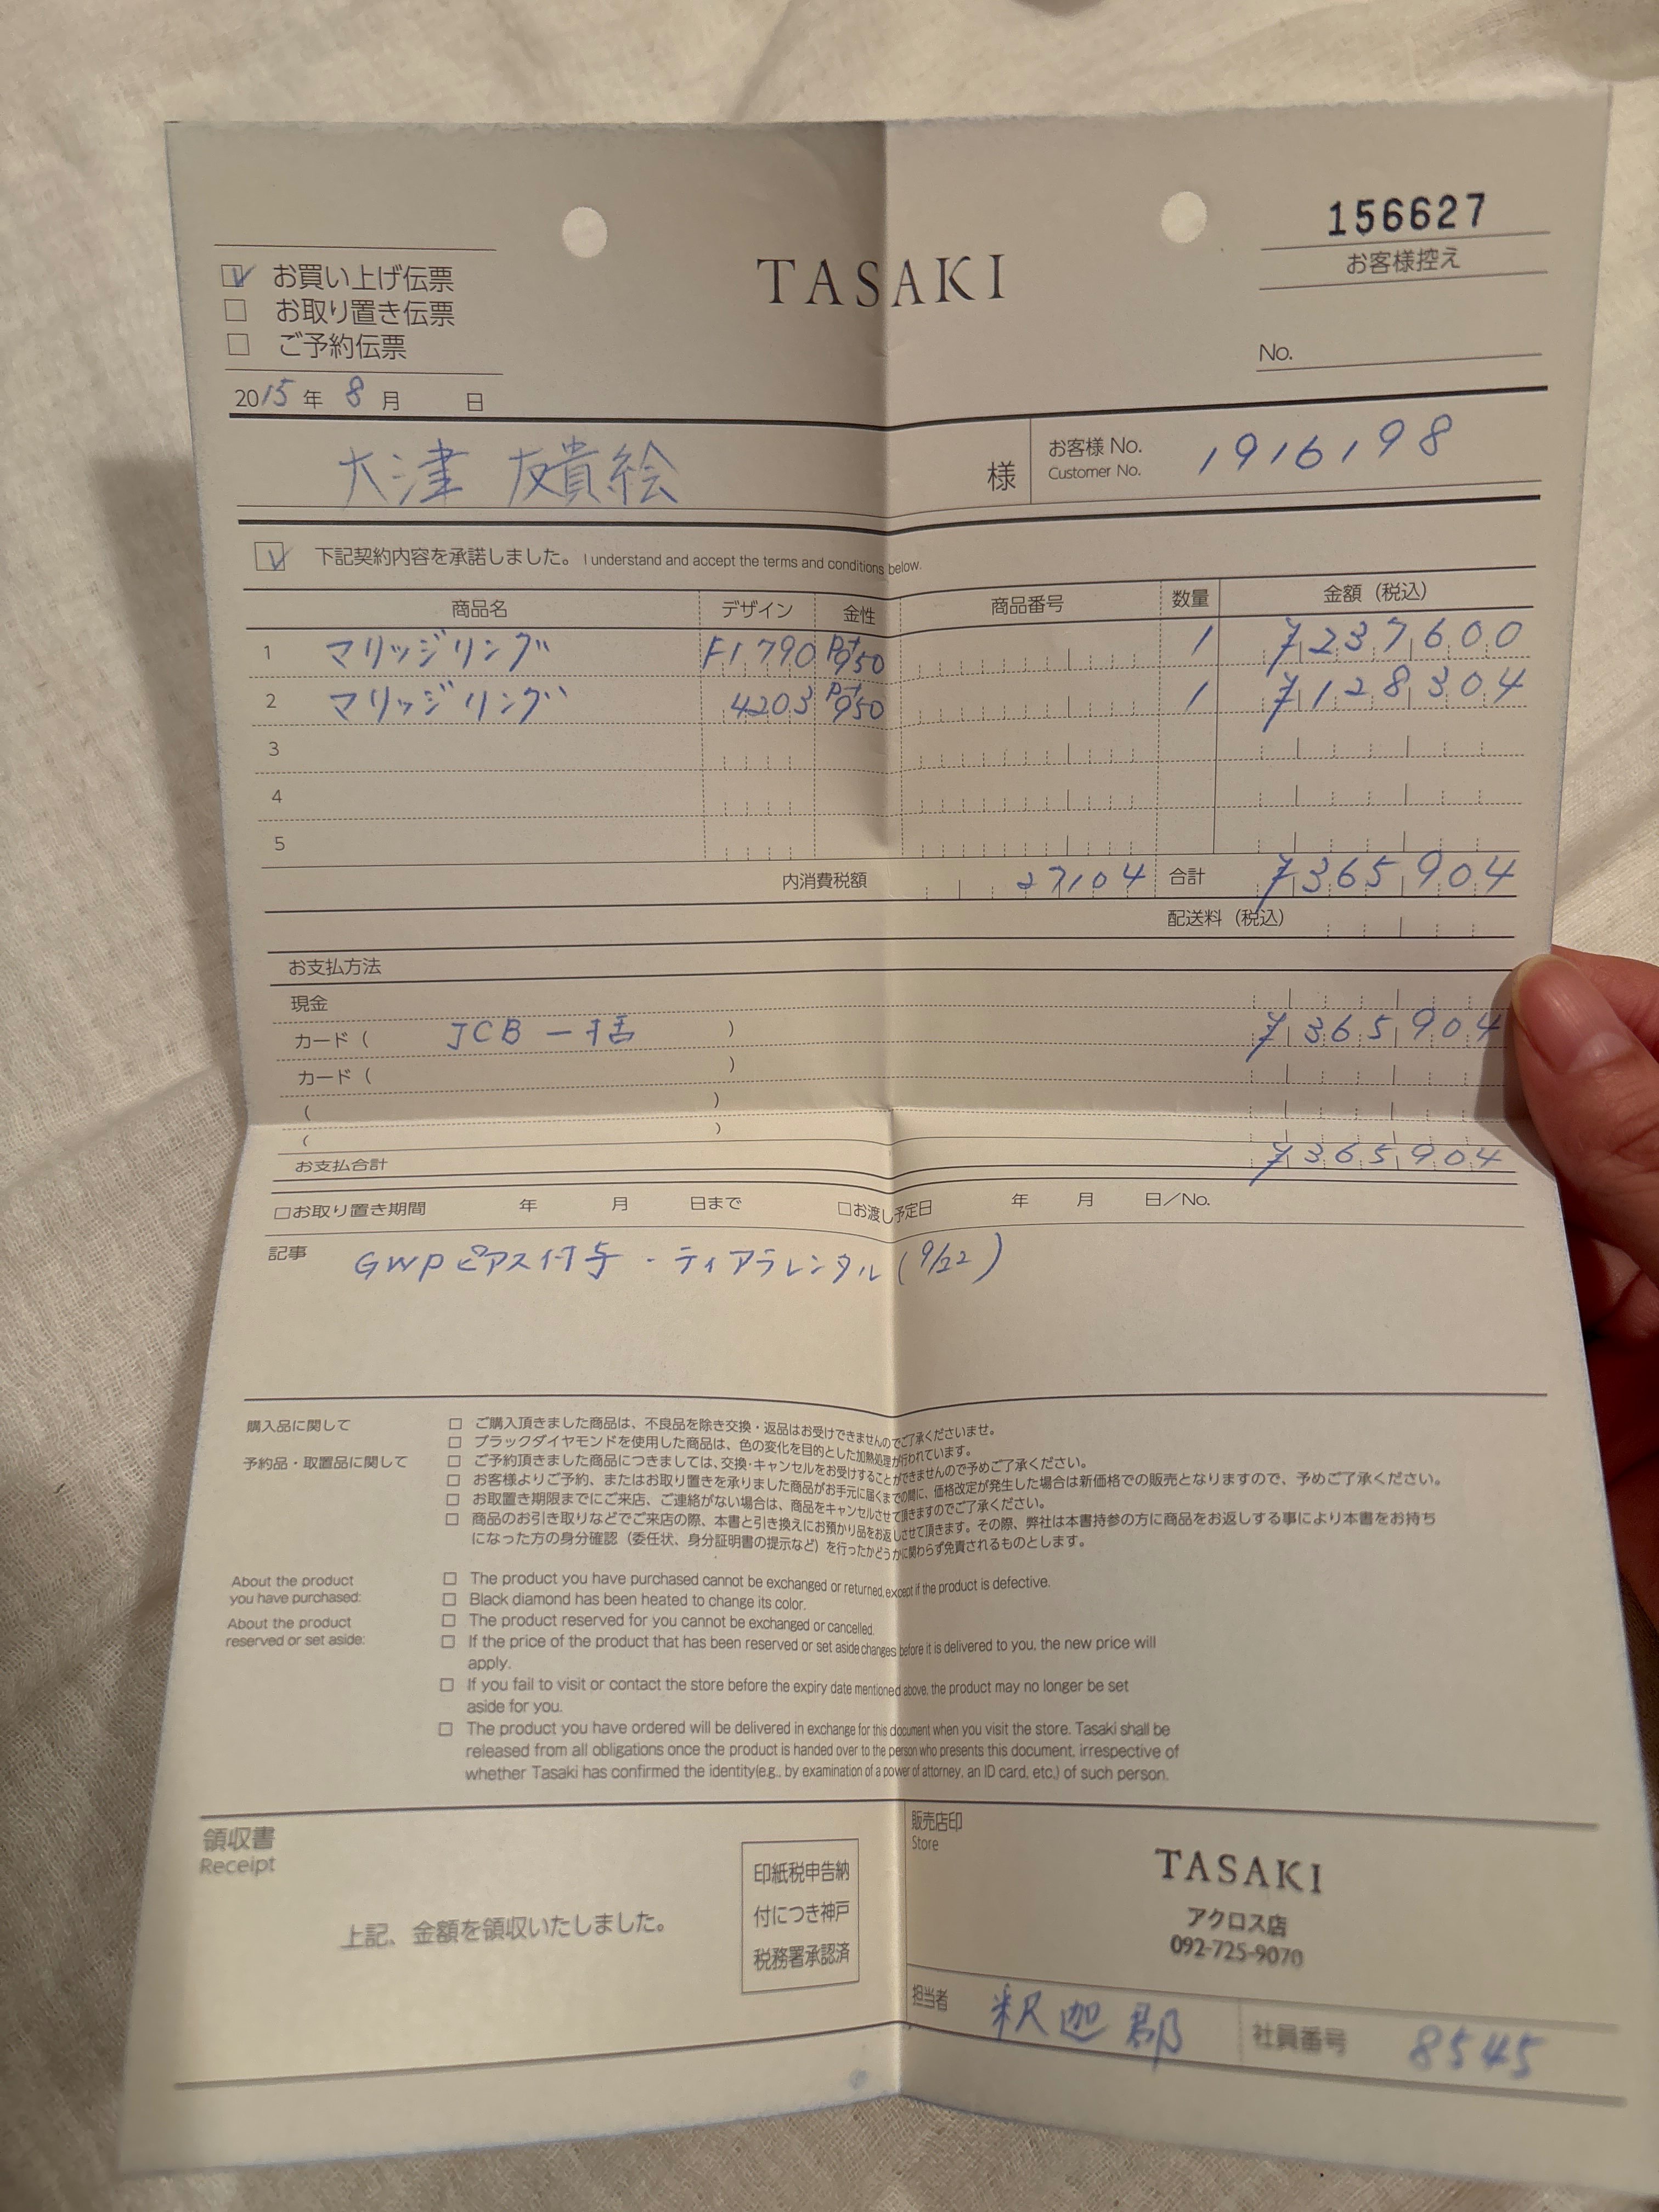 156627
お客様控え
☑ お買い上げ伝票
□ お取り置き伝票
□ ご予約伝票
TASAKI
No.
2015年 8月 日
大津 友貴絵 様
お客様 No. 1916198
Customer No.
☑ 下記契約内容を承諾しました。 I understand and accept the terms and conditions below.
商品名 デザイン 金性 商品番号 数量 金額（税込）
1 マリッジリング F1790 Pt950 1 ¥237600
2 マリッジリング 4203 Pt950 1 ¥128304
3
4
5
内消費税額 27104 合計 ¥365904
配送料（税込）
お支払方法
現金
カード（ JCB 一括 ） ¥365904
カード（ ）
（ ）
（ ）
お支払合計 ¥365904
□お取り置き期間 年 月 日まで □お渡し予定日 年 月 日／No.
記事 GWPピアス付与・ティアラレンタル(9/22)
購入品に関して □ ご購入頂きました商品は、不良品を除き交換・返品はお受けできませんのでご了承くださいませ。
□ ブラックダイヤモンドを使用した商品は、色の変化を目的とした加熱処理が行われています。
予約品・取置品に関して □ ご予約頂きました商品につきましては、交換・キャンセルをお受けすることができませんので予めご了承ください。
□ お客様よりご予約、またはお取り置きを承りました商品がお手元に届くまでの間に、価格改定が発生した場合は新価格での販売となりますので、予めご了承ください。
□ お取置き期限までにご来店、ご連絡がない場合は、商品をキャンセルさせて頂きますのでご了承ください。
□ 商品のお引き取りなどでご来店の際、本書と引き換えにお預かり品をお返しさせて頂きます。その際、弊社は本書持参の方に商品をお返しする事により本書をお持ち
になった方の身分確認（委任状、身分証明書の提示など）を行ったかどうかに関わらず免責されるものとします。
About the product □ The product you have purchased cannot be exchanged or returned, except if the product is defective.
you have purchased: □ Black diamond has been heated to change its color.
About the product □ The product reserved for you cannot be exchanged or cancelled.
reserved or set aside: □ If the price of the product that has been reserved or set aside changes before it is delivered to you, the new price will
apply.
□ If you fail to visit or contact the store before the expiry date mentioned above, the product may no longer be set
aside for you.
□ The product you have ordered will be delivered in exchange for this document when you visit the store. Tasaki shall be
released from all obligations once the product is handed over to the person who presents this document, irrespective of
whether Tasaki has confirmed the identity(e.g., by examination of a power of attorney, an ID card, etc.) of such person.
領収書
Receipt
上記、金額を領収いたしました。
印紙税申告納
付につき神戸
税務署承認済
販売店印
Store
TASAKI
アクロス店
092-725-9070
担当者 釈迦郡 社員番号 8545